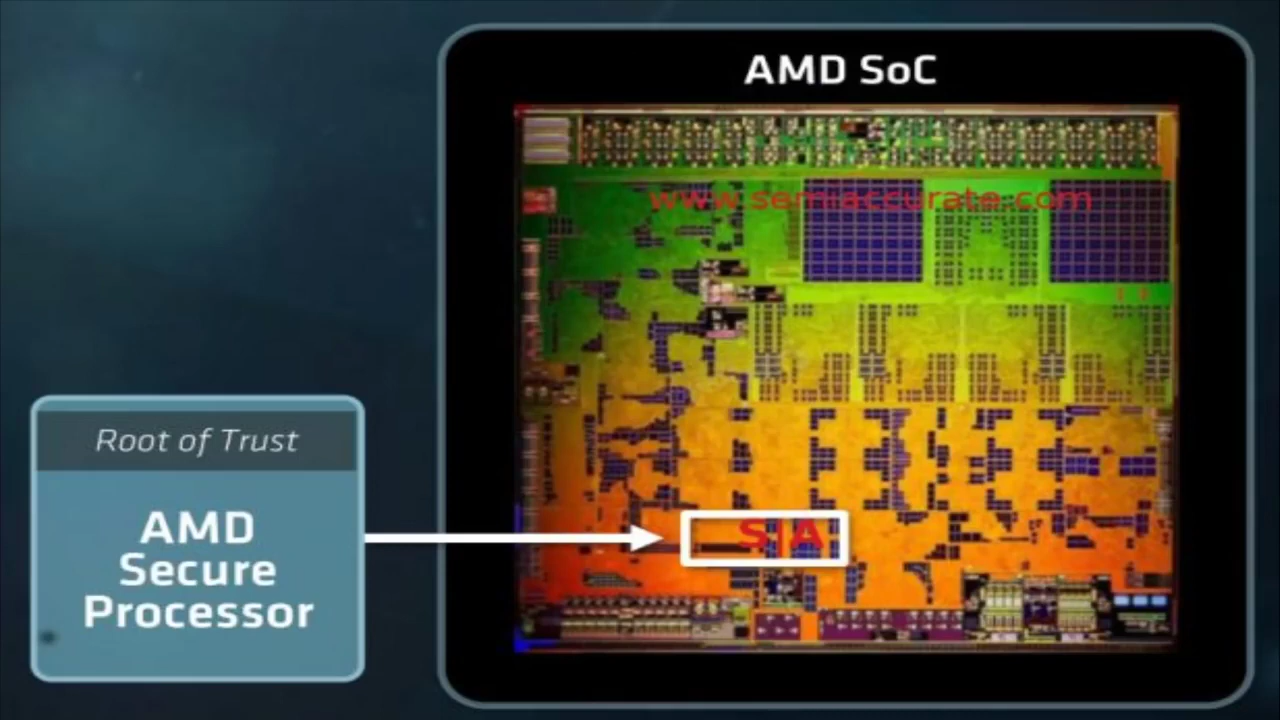 AMD SoC
www.semiaccurate.com
Root of Trust
AMD
Secure
Processor
S|A